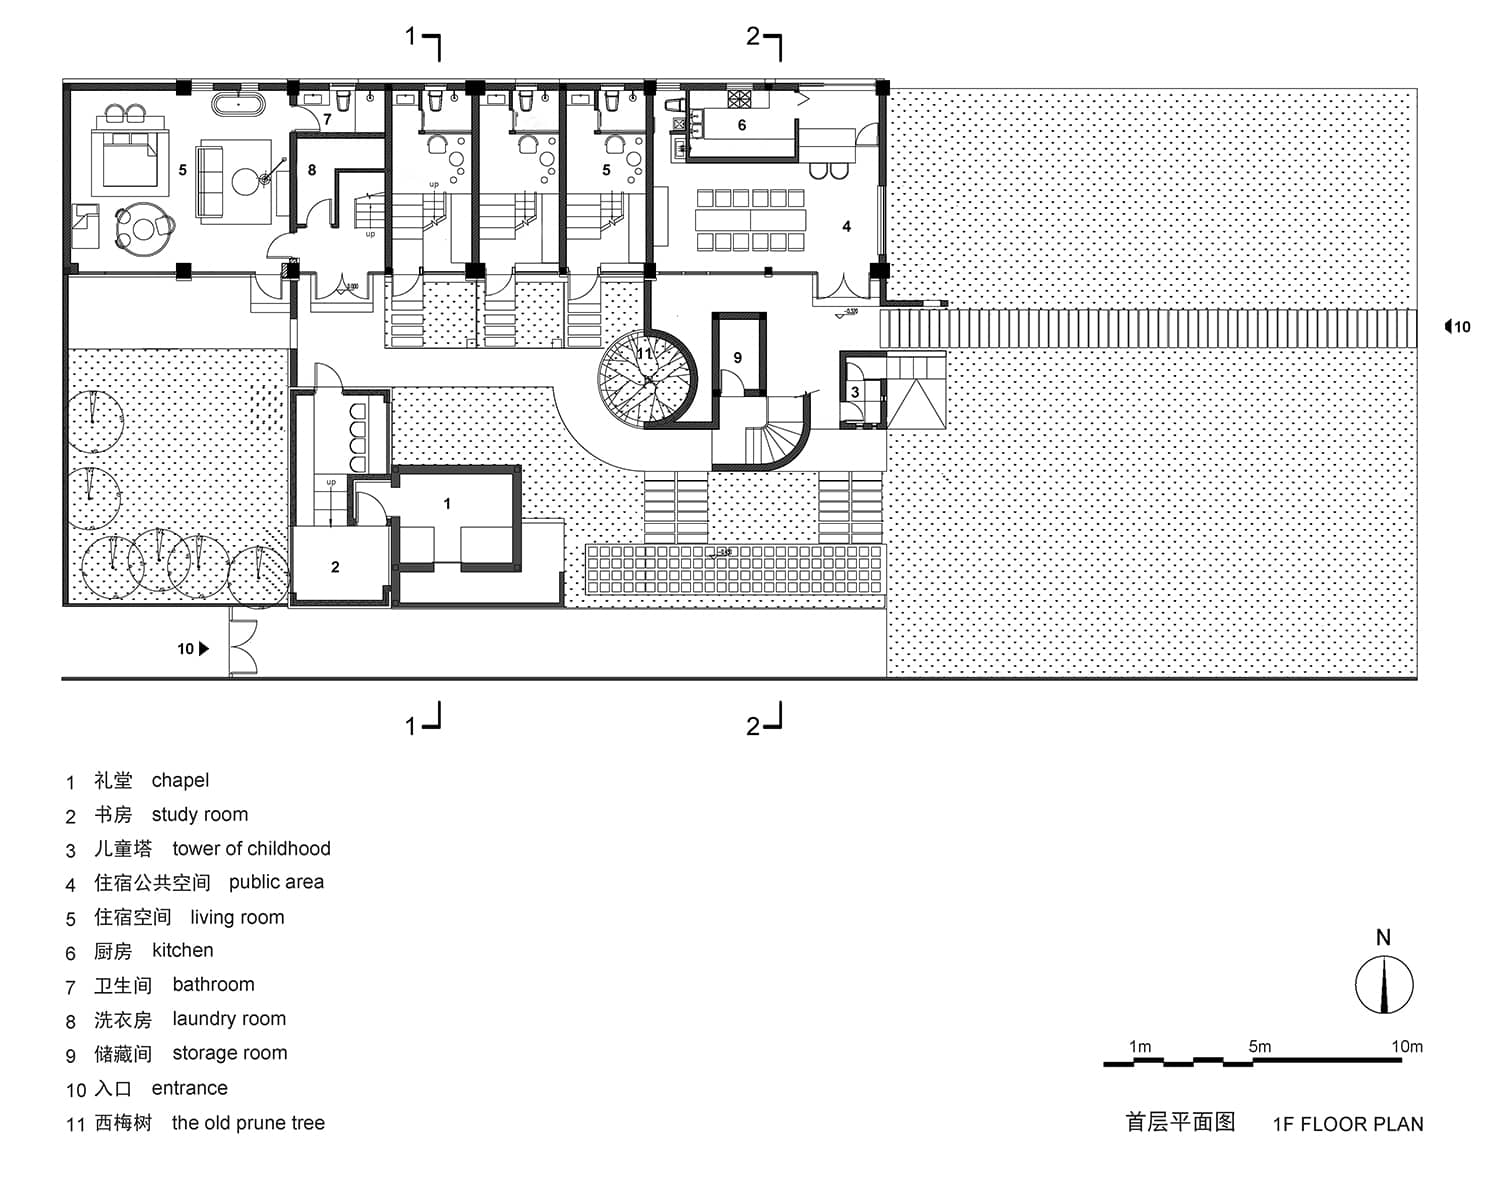 1 2
7
6
5 8 5
up
up
4
±0.000
-0.320
10
11 9
3
up
1
2
10
1 2
1 礼堂 chapel
2 书房 study room
3 儿童塔 tower of childhood
4 住宿公共空间 public area
5 住宿空间 living room
6 厨房 kitchen
7 卫生间 bathroom
8 洗衣房 laundry room
9 储藏间 storage room
10 入口 entrance
11 西梅树 the old prune tree
N
1m 5m 10m
首层平面图 1F FLOOR PLAN